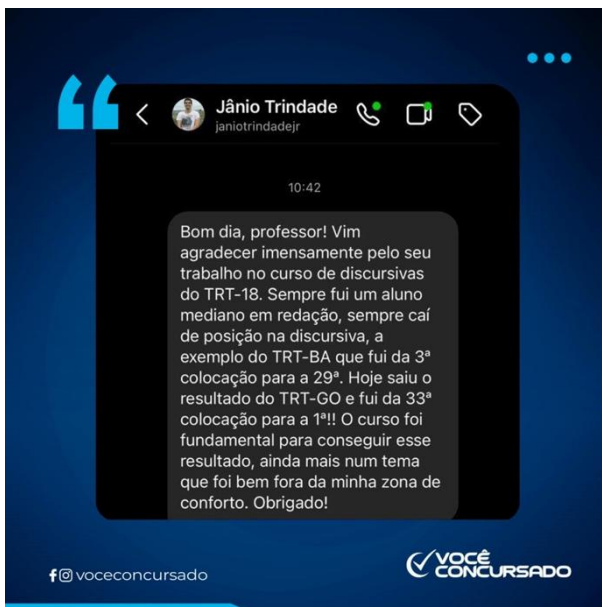 Jânio Trindade
janiotrindadejr
10:42
Bom dia, professor! Vim
agradecer imensamente pelo seu
trabalho no curso de discursivas
do TRT-18. Sempre fui um aluno
mediano em redação, sempre caí
de posição na discursiva, a
exemplo do TRT-BA que fui da 3ª
colocação para a 29ª. Hoje saiu o
resultado do TRT-GO e fui da 33ª
colocação para a 1ª!! O curso foi
fundamental para conseguir esse
resultado, ainda mais num tema
que foi bem fora da minha zona de
conforto. Obrigado!
voceconcursado
VOCÊ
CONCURSADO